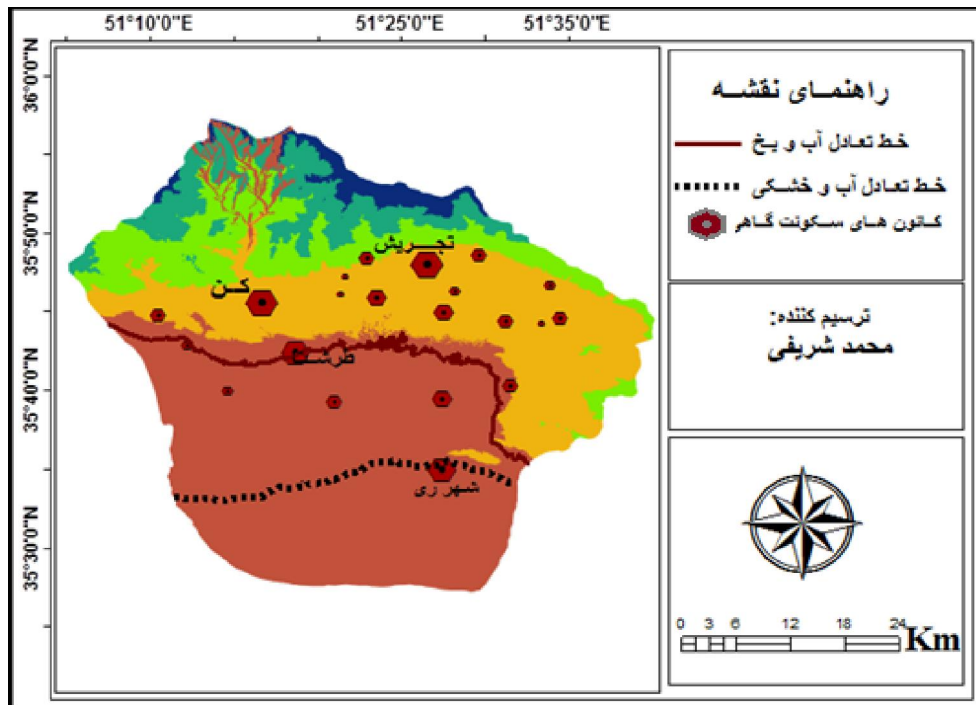 51°10'0"E 51°25'0"E 51°35'0"E
36°0'0"N
35°50'0"N
35°40'0"N
35°30'0"N
تجریش
کن
طرشت
شهر ری
راهنمای نقشه
خط تعادل آب و یخ
خط تعادل آب و خشکی
کانون های سکونت گاهر
ترسیم کننده:
محمد شریفی
0 3 6 12 18 24
Km